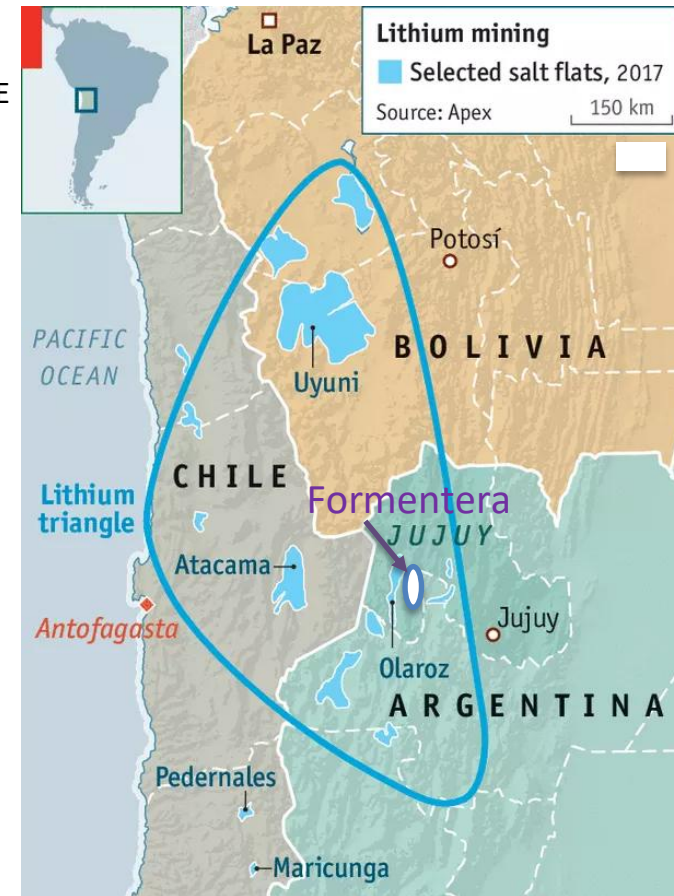 E
La Paz
Lithium mining
Selected salt flats, 2017
Source: Apex
150 km
Potosí
PACIFIC
OCEAN
BOLIVIA
Uyuni
CHILE
Lithium
triangle
Formentera
JUJUY
Atacama
Antofagasta
Jujuy
Olaroz
ARGENTINA
Pedernales
Maricunga